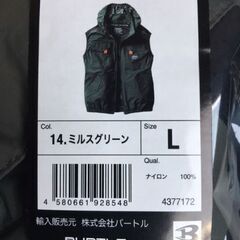 Col. Size
14.ミルスグリーン L
Qual.
ナイロン 100%
4 580661 928548
4377172
輸入販売元 株式会社バートル
BURTLE